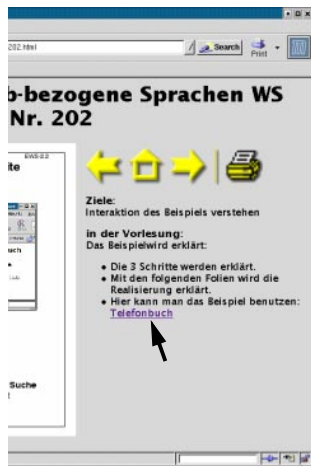 202.html
Search
Print
b-bezogene Sprachen WS
Nr. 202
EWS-2.2
ite
Ziele:
Interaktion des Beispiels verstehen
in der Vorlesung:
Das Beispielwird erklärt:
• Die 3 Schritte werden erklärt.
• Mit den folgenden Folien wird die
Realisierung erklärt.
• Hier kann man das Beispiel benutzen:
Telefonbuch
uch
Suche